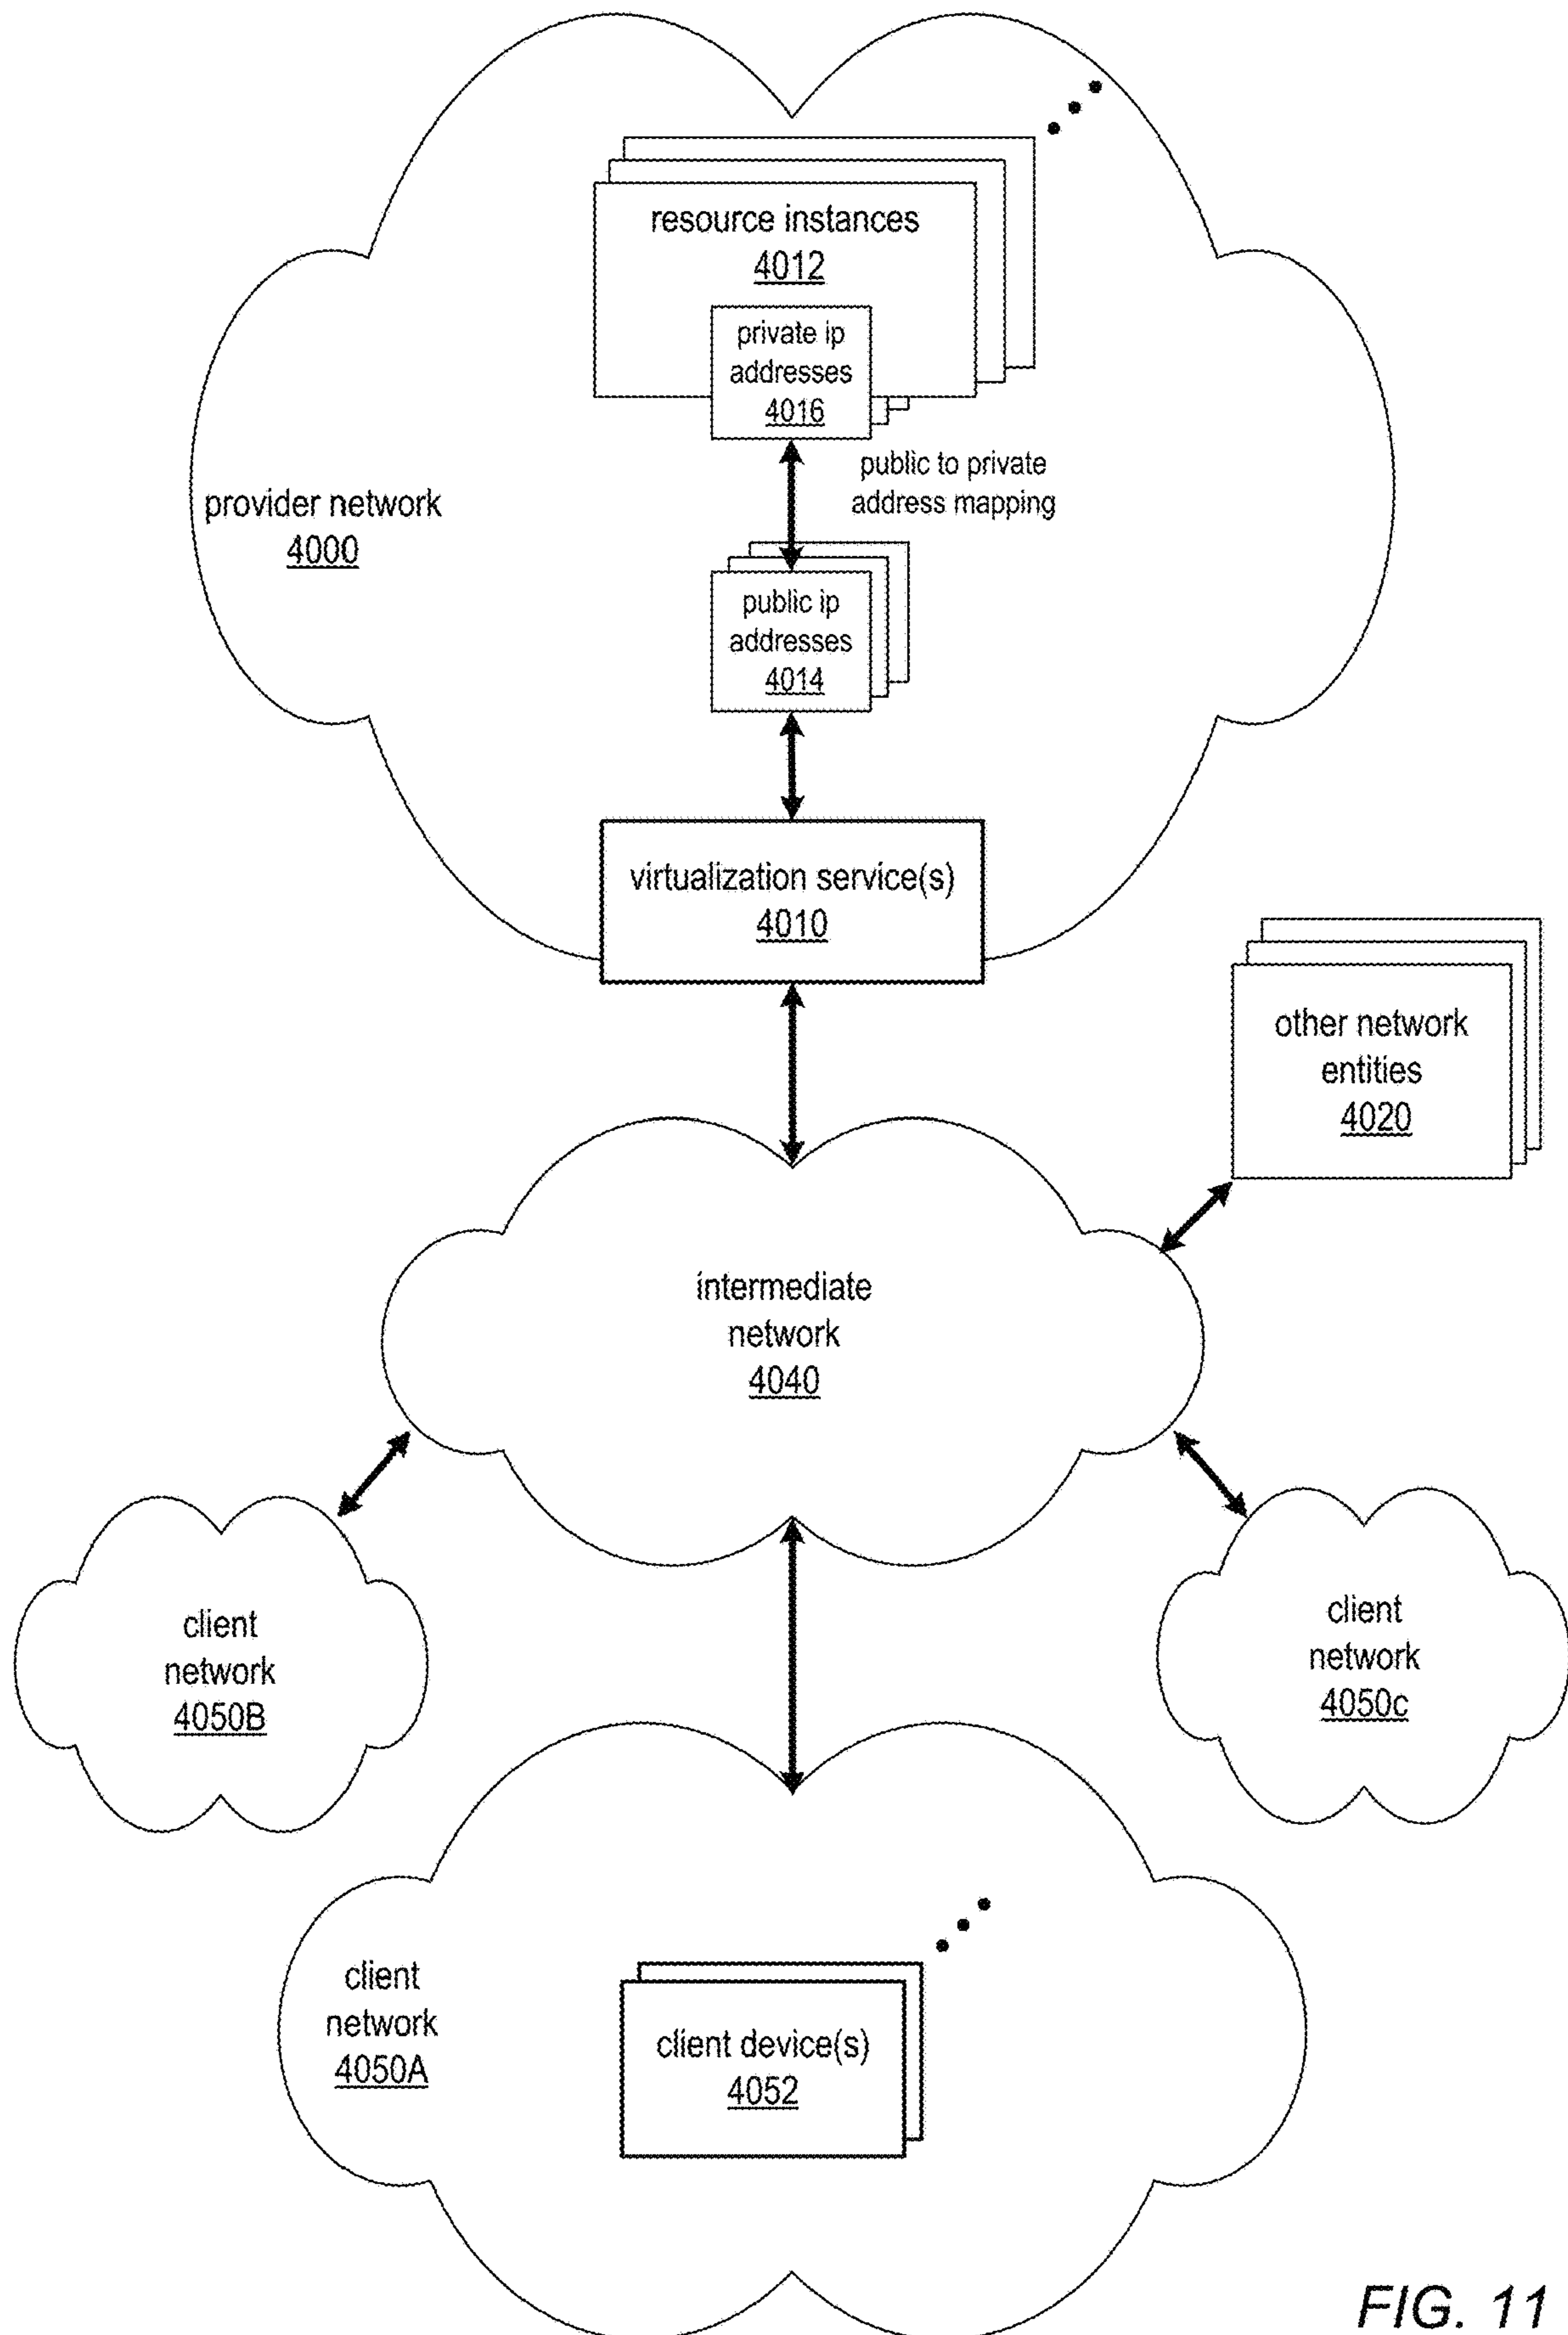 resource instances
4012
private ip
addresses
4016
public to private
address mapping
provider network
4000
public ip
addresses
4014
virtualization service(s)
4010
other network
entities
4020
intermediate
network
4040
client
network
4050B
client
network
4050c
client
network
4050A
client device(s)
4052
FIG. 11